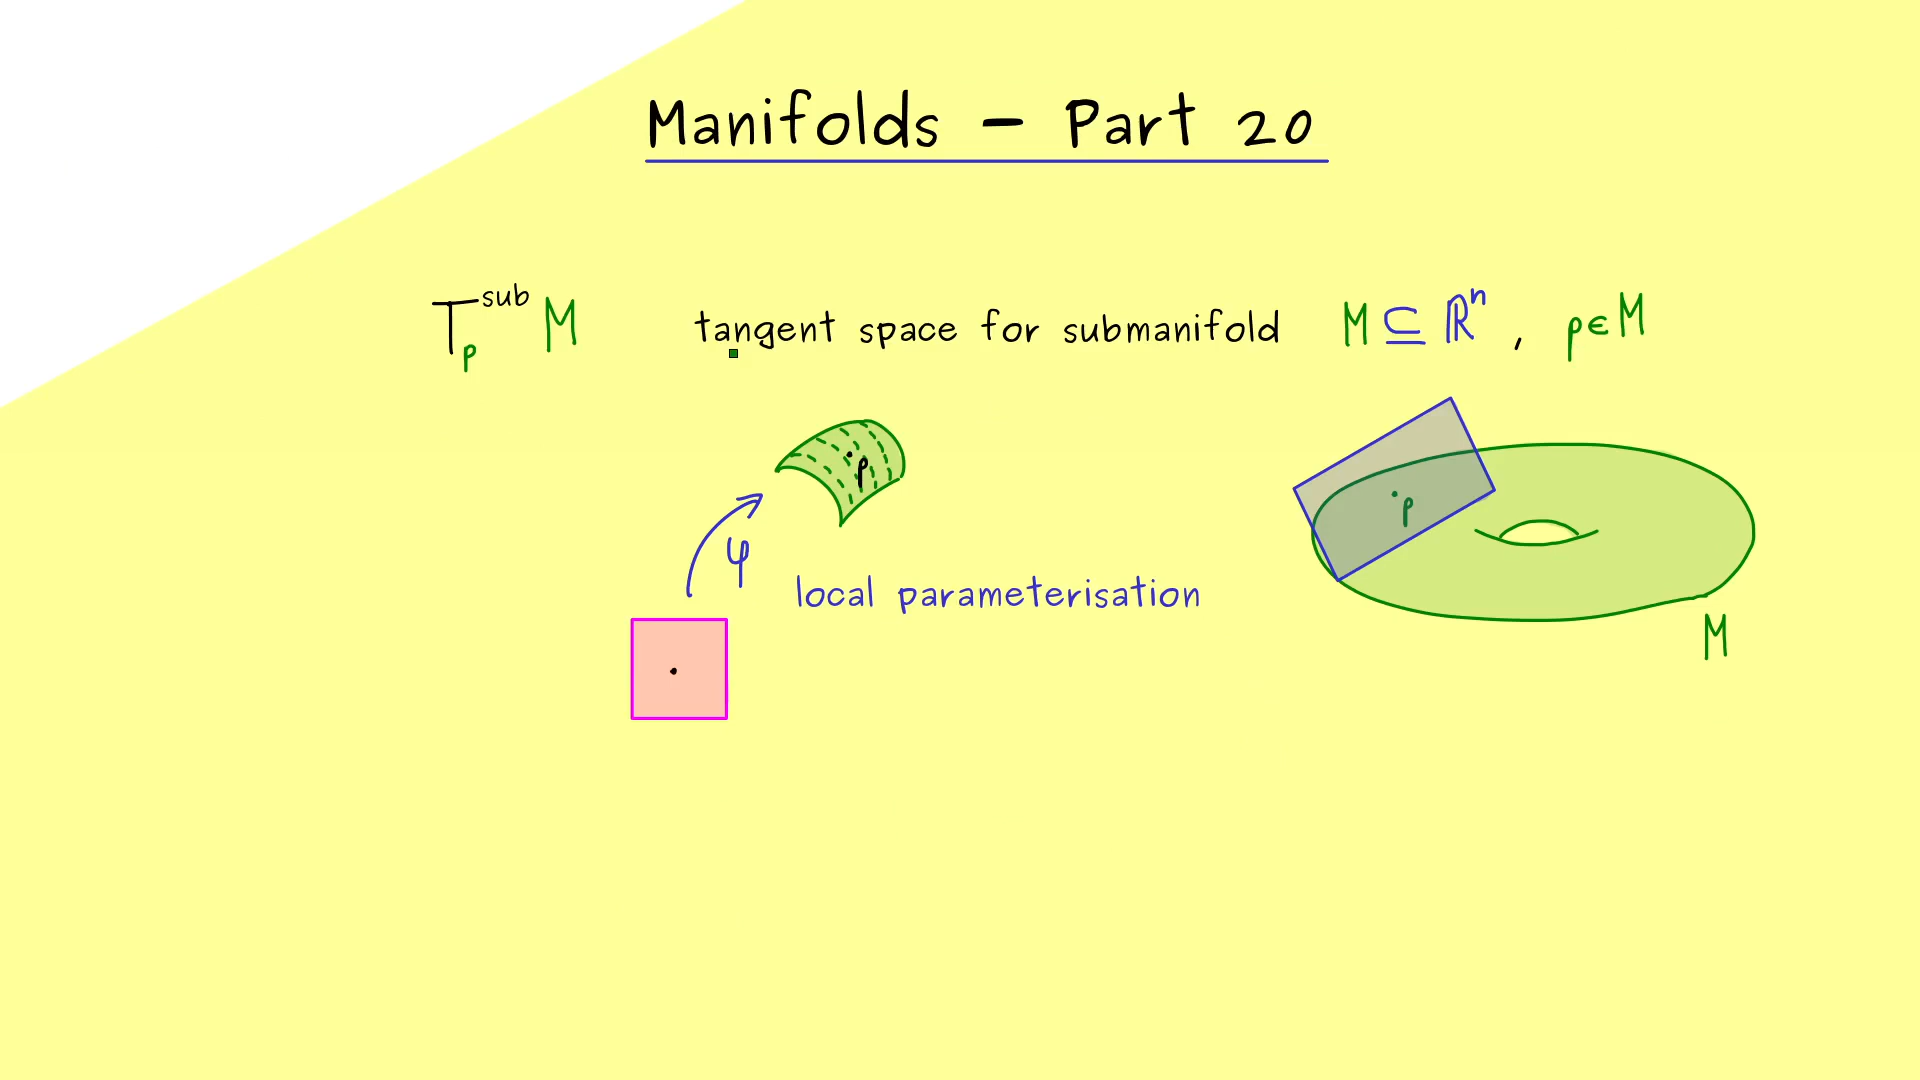 Manifolds - Part 20
T_p^sub M tangent space for submanifold M ⊆ ℝ^n , p∈M
p
p
φ
local parameterisation
M